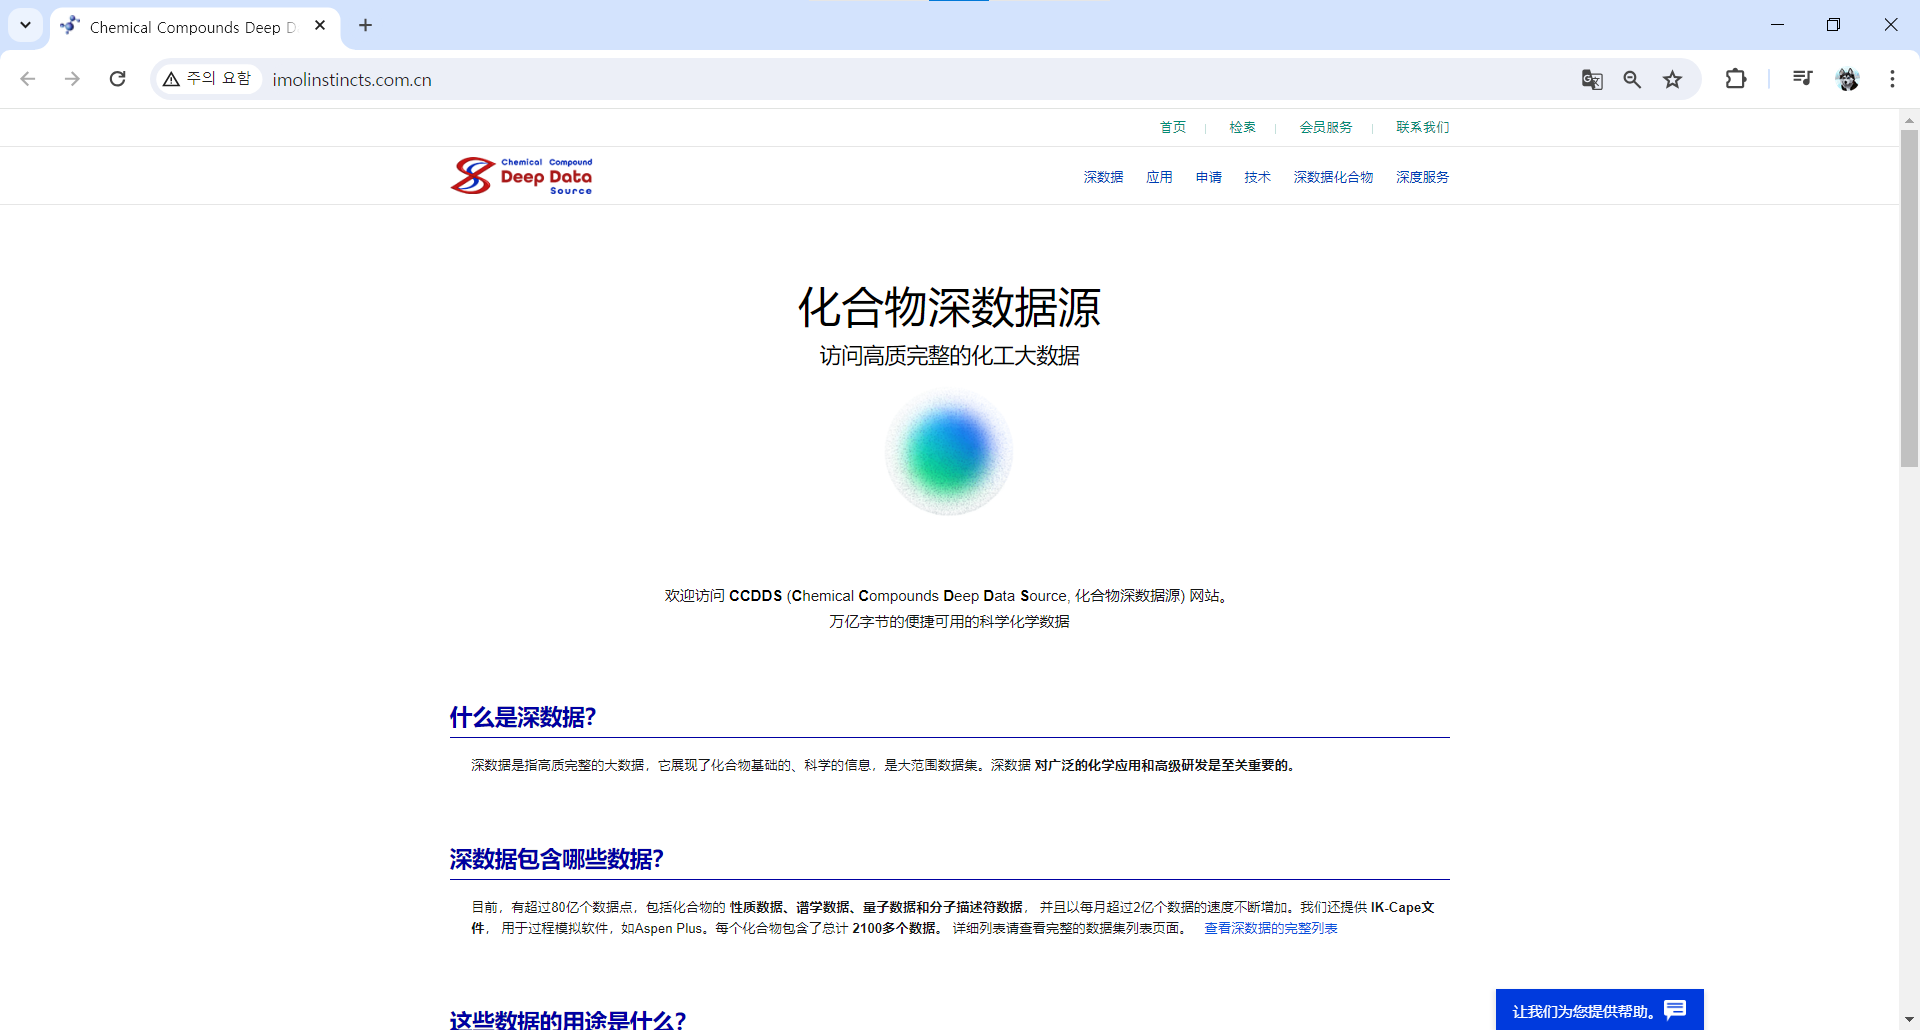 Chemical Compounds Deep D
주의 요함
imolinstincts.com.cn
首页
检索
会员服务
联系我们
Chemical Compound
Deep Data
Source
深数据
应用
申请
技术
深数据化合物
深度服务
化合物深数据源
访问高质完整的化工大数据
欢迎访问 CCDDS (Chemical Compounds Deep Data Source, 化合物深数据源) 网站。
万亿字节的便捷可用的科学化学数据
什么是深数据?
深数据是指高质完整的大数据，它展现了化合物基础的、科学的信息，是大范围数据集。深数据 对广泛的化学应用和高级研发是至关重要的。
深数据包含哪些数据?
目前，有超过80亿个数据点，包括化合物的 性质数据、谱学数据、量子数据和分子描述符数据， 并且以每月超过2亿个数据的速度不断增加。我们还提供 IK-Cape文
件， 用于过程模拟软件，如Aspen Plus。每个化合物包含了总计 2100多个数据。 详细列表请查看完整的数据集列表页面。 查看深数据的完整列表
这些数据的用途是什么?
让我们为您提供帮助。